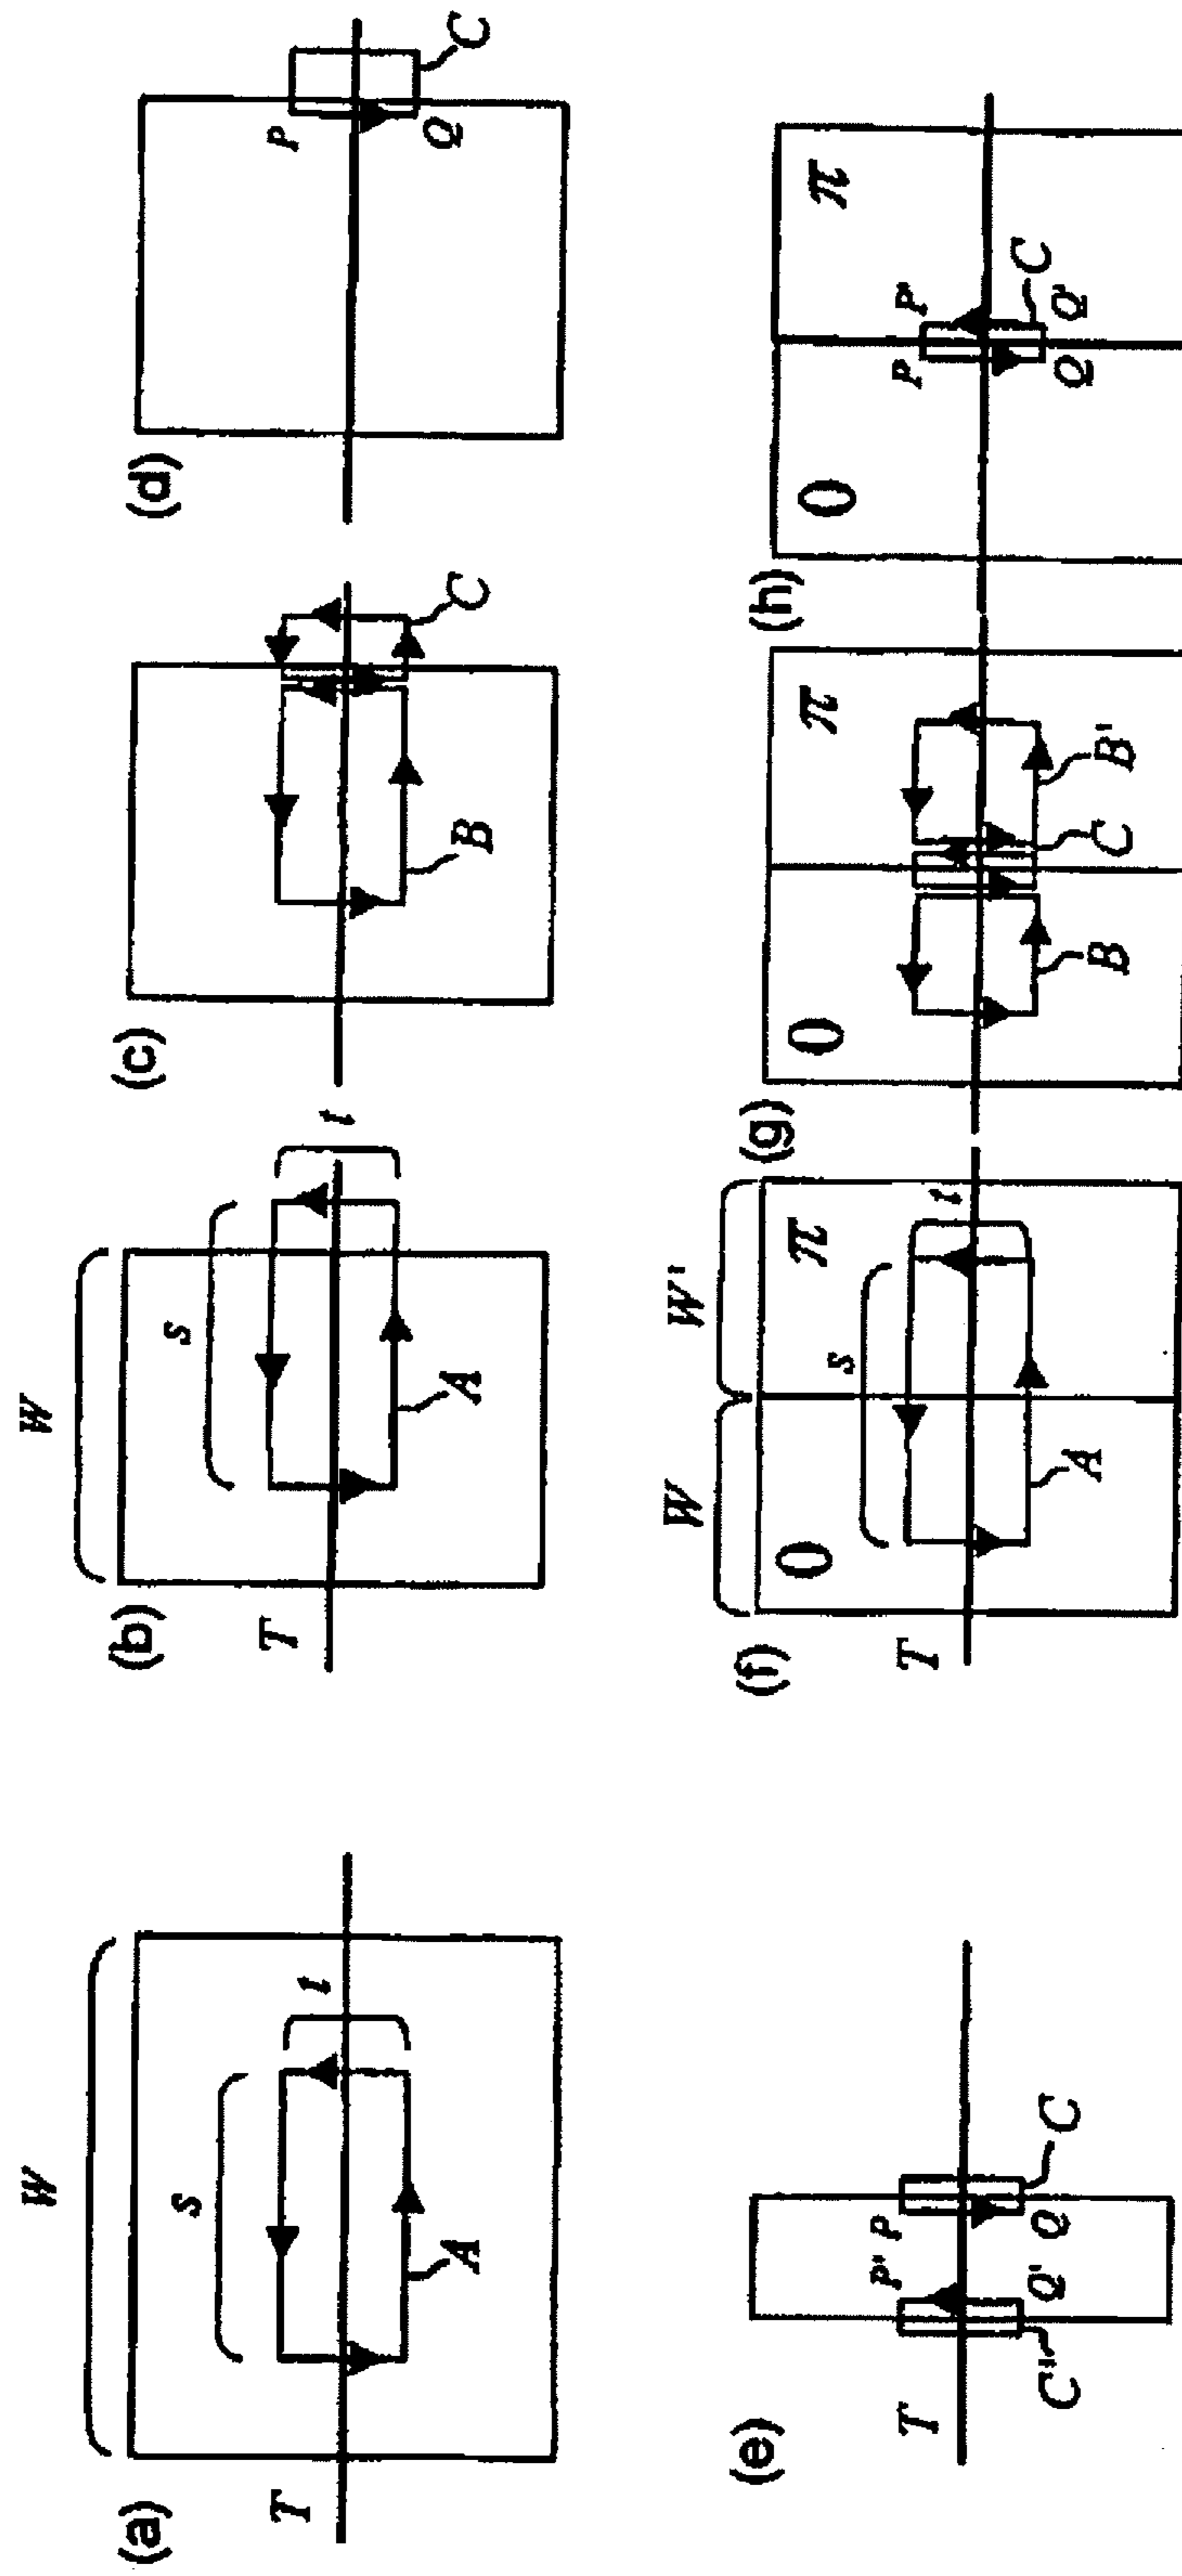 (a)
W
s
t
T
A
(b)
W
s
t
T
A
(c)
B
C
(d)
P
Q
C
(e)
T
P' P
Q' Q
C'
C
(f)
W W'
0 π
s
t
T
A
(g)
0 π
B C B'
(h)
0 π
P P'
Q Q'
C